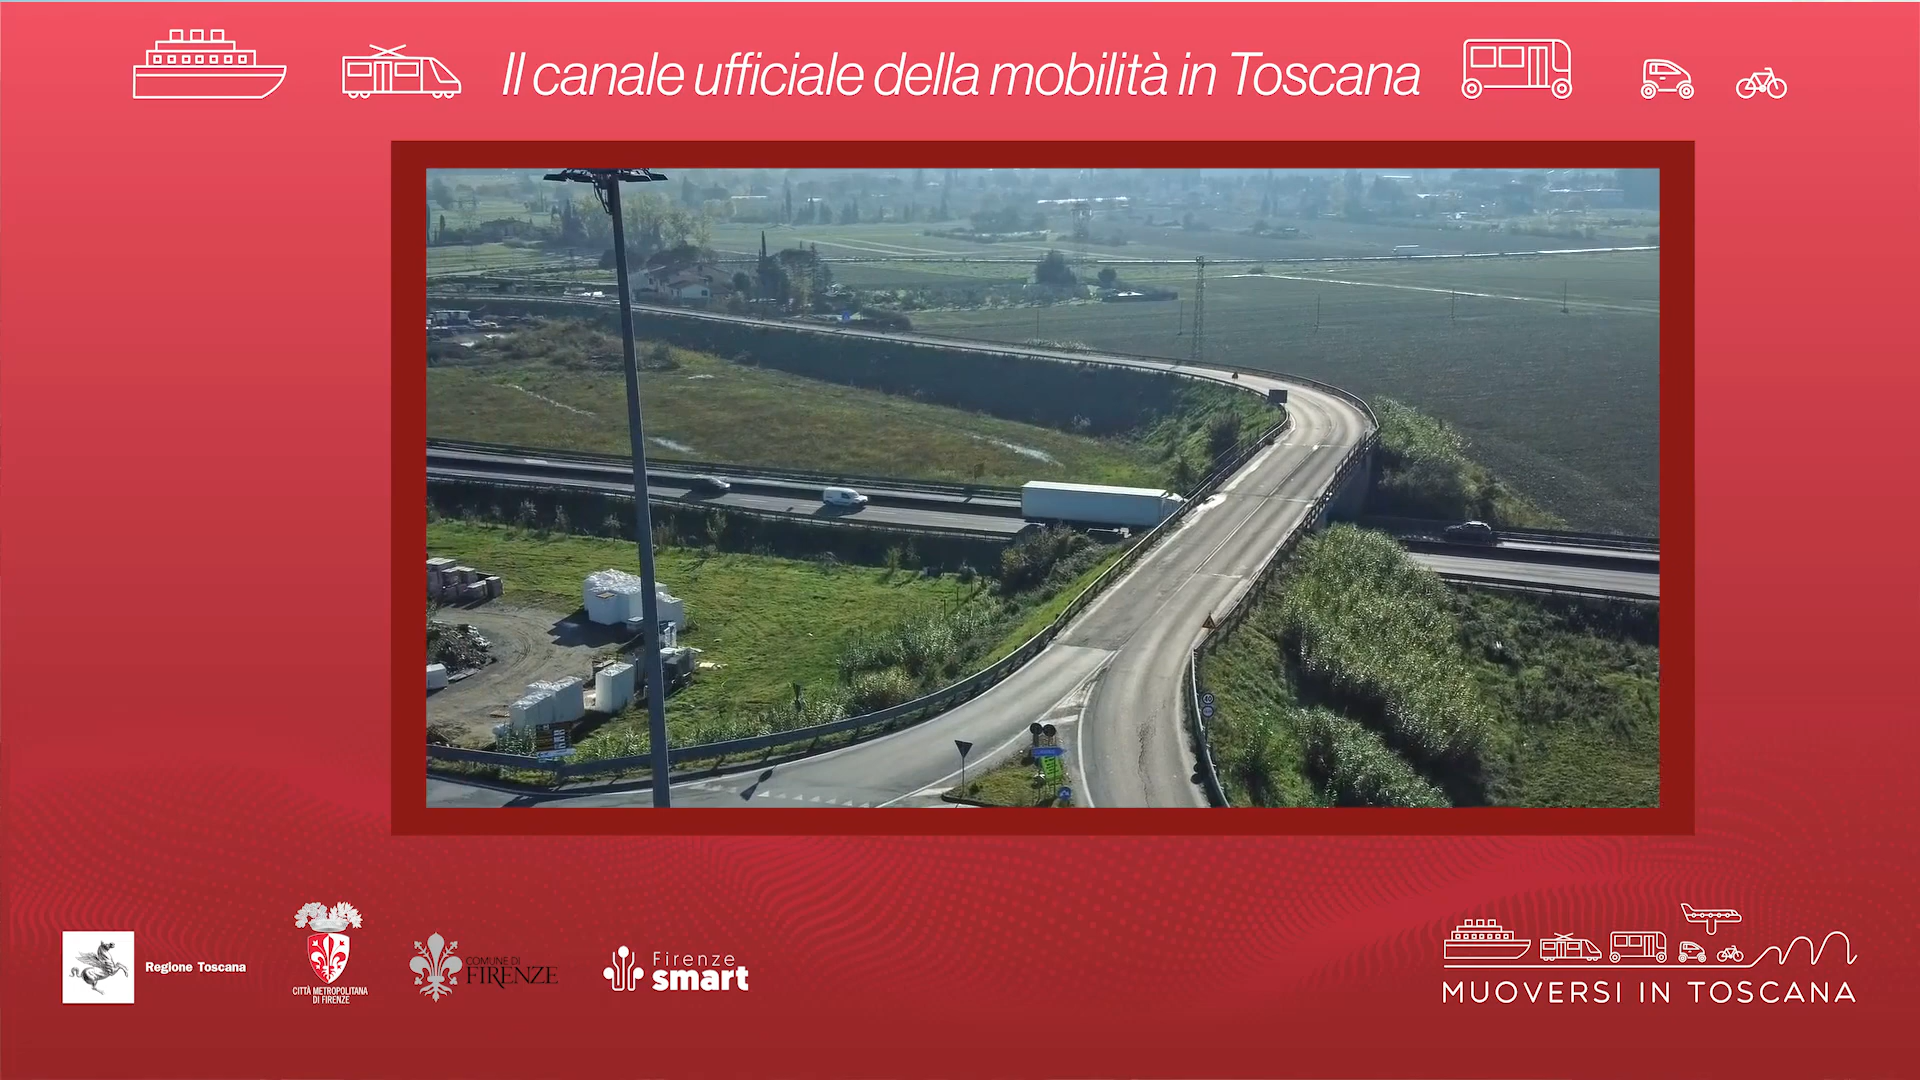 Il canale ufficiale della mobilità in Toscana
Regione Toscana
CITTÀ METROPOLITANA
DI FIRENZE
COMUNE DI
FIRENZE
Firenze
smart
MUOVERSI IN TOSCANA